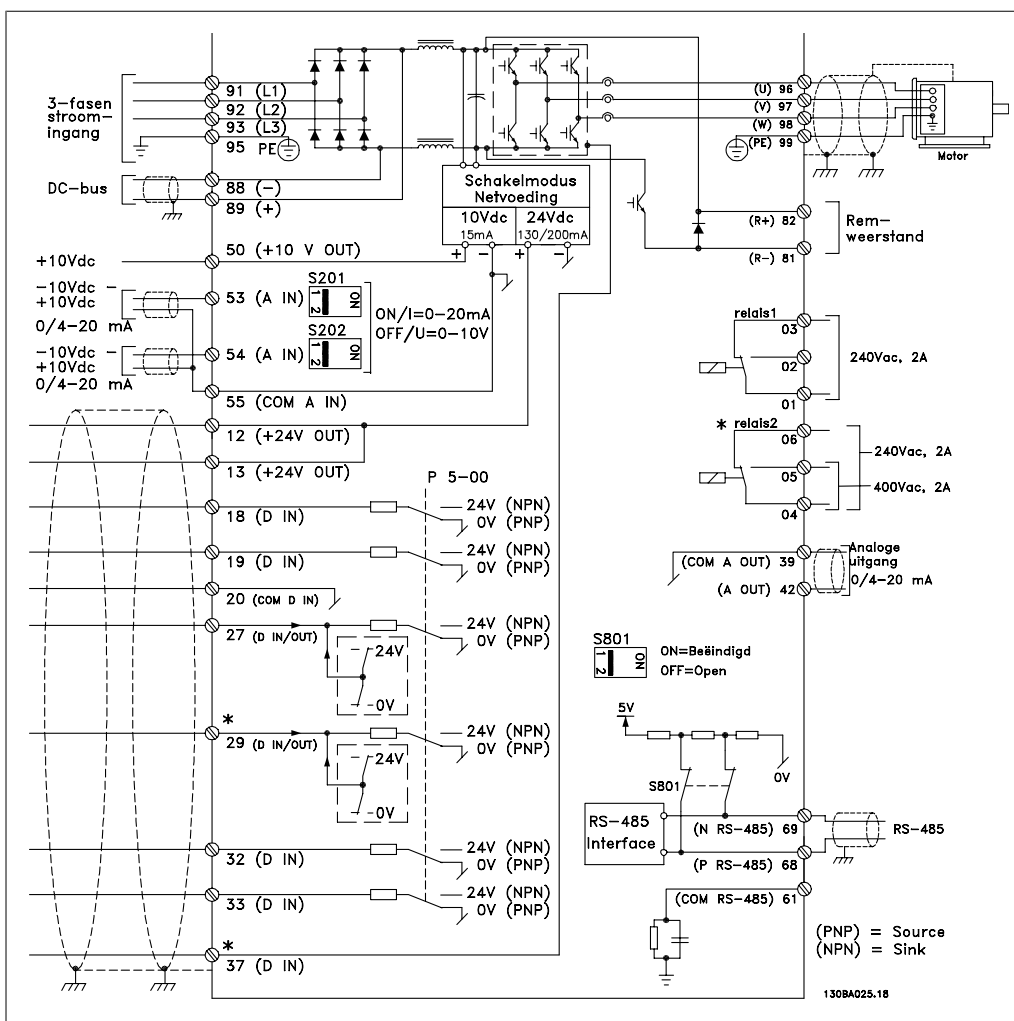 3-fasen
stroom-
ingang
91 (L1)
92 (L2)
93 (L3)
95 PE
DC-bus
88 (-)
89 (+)
+10Vdc
50 (+10 V OUT)
-10Vdc -
+10Vdc
0/4-20 mA
53 (A IN)
S201
1 2
ON
-10Vdc -
+10Vdc
0/4-20 mA
54 (A IN)
S202
1 2
ON
ON/I=0-20mA
OFF/U=0-10V
55 (COM A IN)
12 (+24V OUT)
13 (+24V OUT)
P 5-00
18 (D IN)
24V (NPN)
0V (PNP)
19 (D IN)
24V (NPN)
0V (PNP)
20 (COM D IN)
27 (D IN/OUT)
24V (NPN)
0V (PNP)
24V
0V
*
29 (D IN/OUT)
24V (NPN)
0V (PNP)
24V
0V
32 (D IN)
24V (NPN)
0V (PNP)
33 (D IN)
24V (NPN)
0V (PNP)
*
37 (D IN)
Schakelmodus
Netvoeding
10Vdc 24Vdc
15mA 130/200mA
+ - + -
(U) 96
(V) 97
(W) 98
(PE) 99
Motor
(R+) 82
(R-) 81
Rem-
weerstand
relais1
03
02
01
240Vac, 2A
* relais2
06
05
04
240Vac, 2A
400Vac, 2A
(COM A OUT) 39
(A OUT) 42
Analoge
uitgang
0/4-20 mA
S801
1 2
ON
ON=Beëindigd
OFF=Open
5V
0V
S801
RS-485
Interface
(N RS-485) 69
(P RS-485) 68
RS-485
(COM RS-485) 61
(PNP) = Source
(NPN) = Sink
130BA025.18